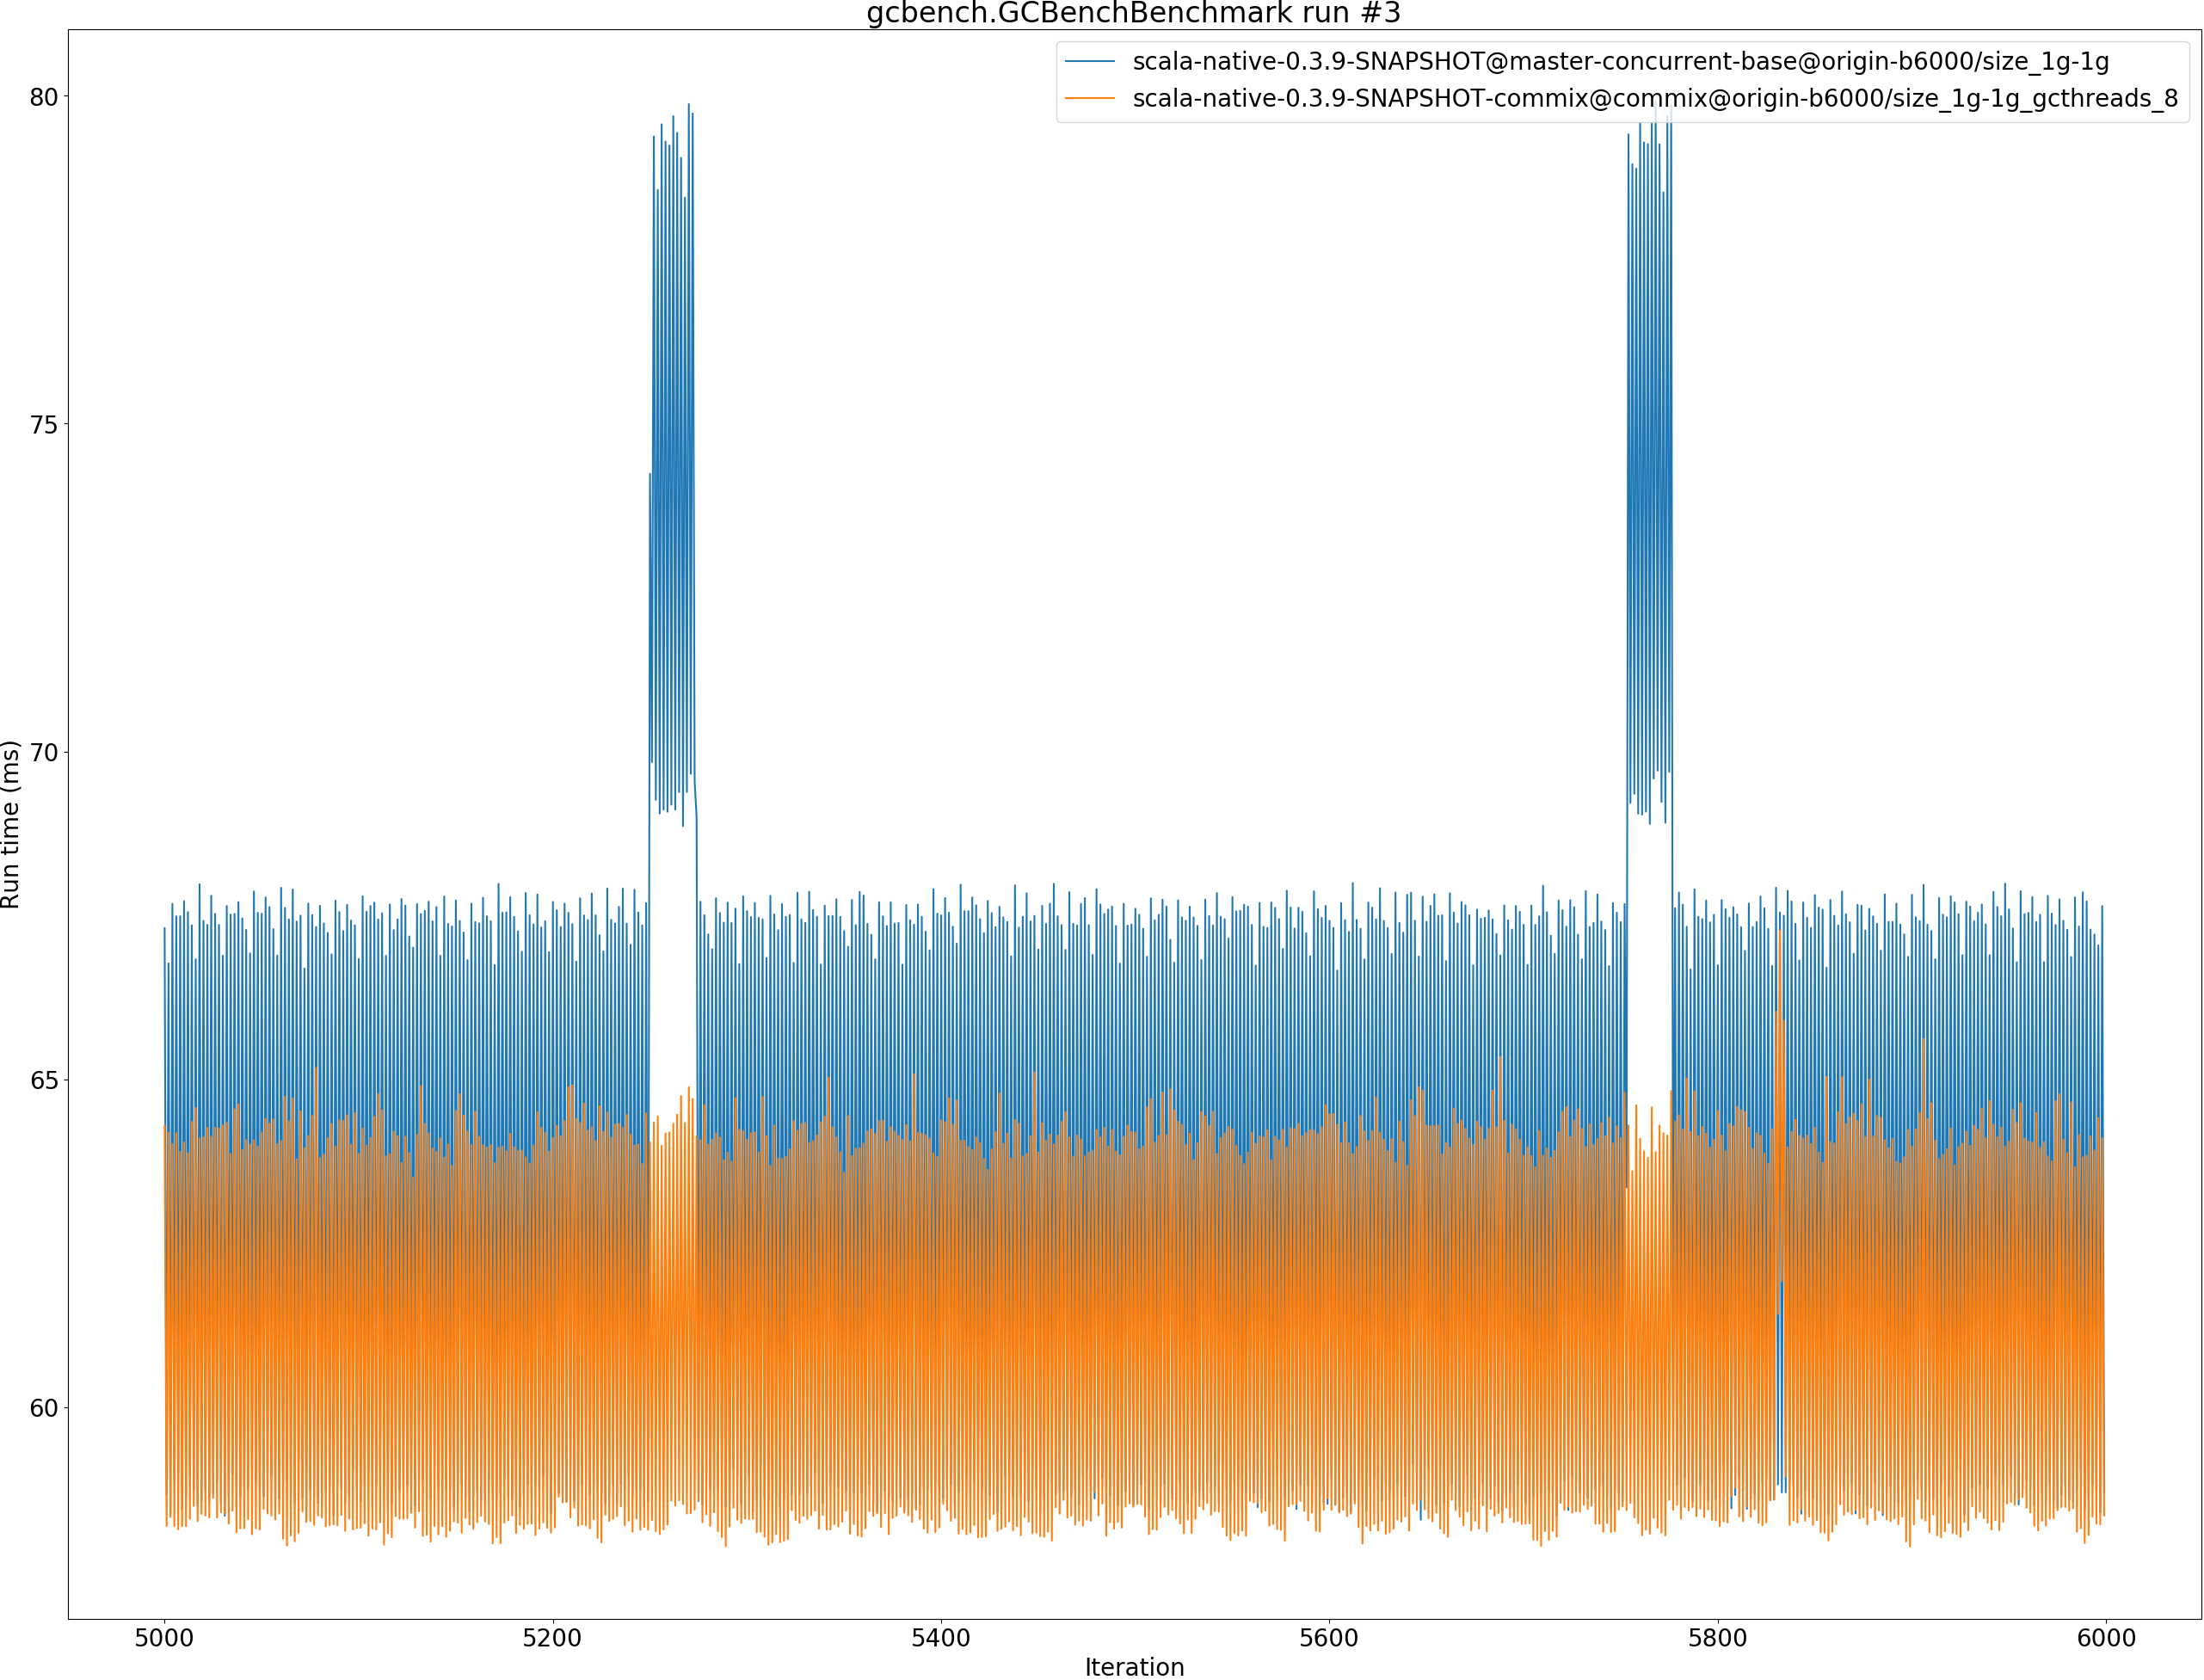 gcbench.GCBenchBenchmark run #3
scala-native-0.3.9-SNAPSHOT@master-concurrent-base@origin-b6000/size_1g-1g
scala-native-0.3.9-SNAPSHOT-commix@commix@origin-b6000/size_1g-1g_gcthreads_8
80
75
70
65
60
Run time (ms)
5000 5200 5400 5600 5800 6000
Iteration